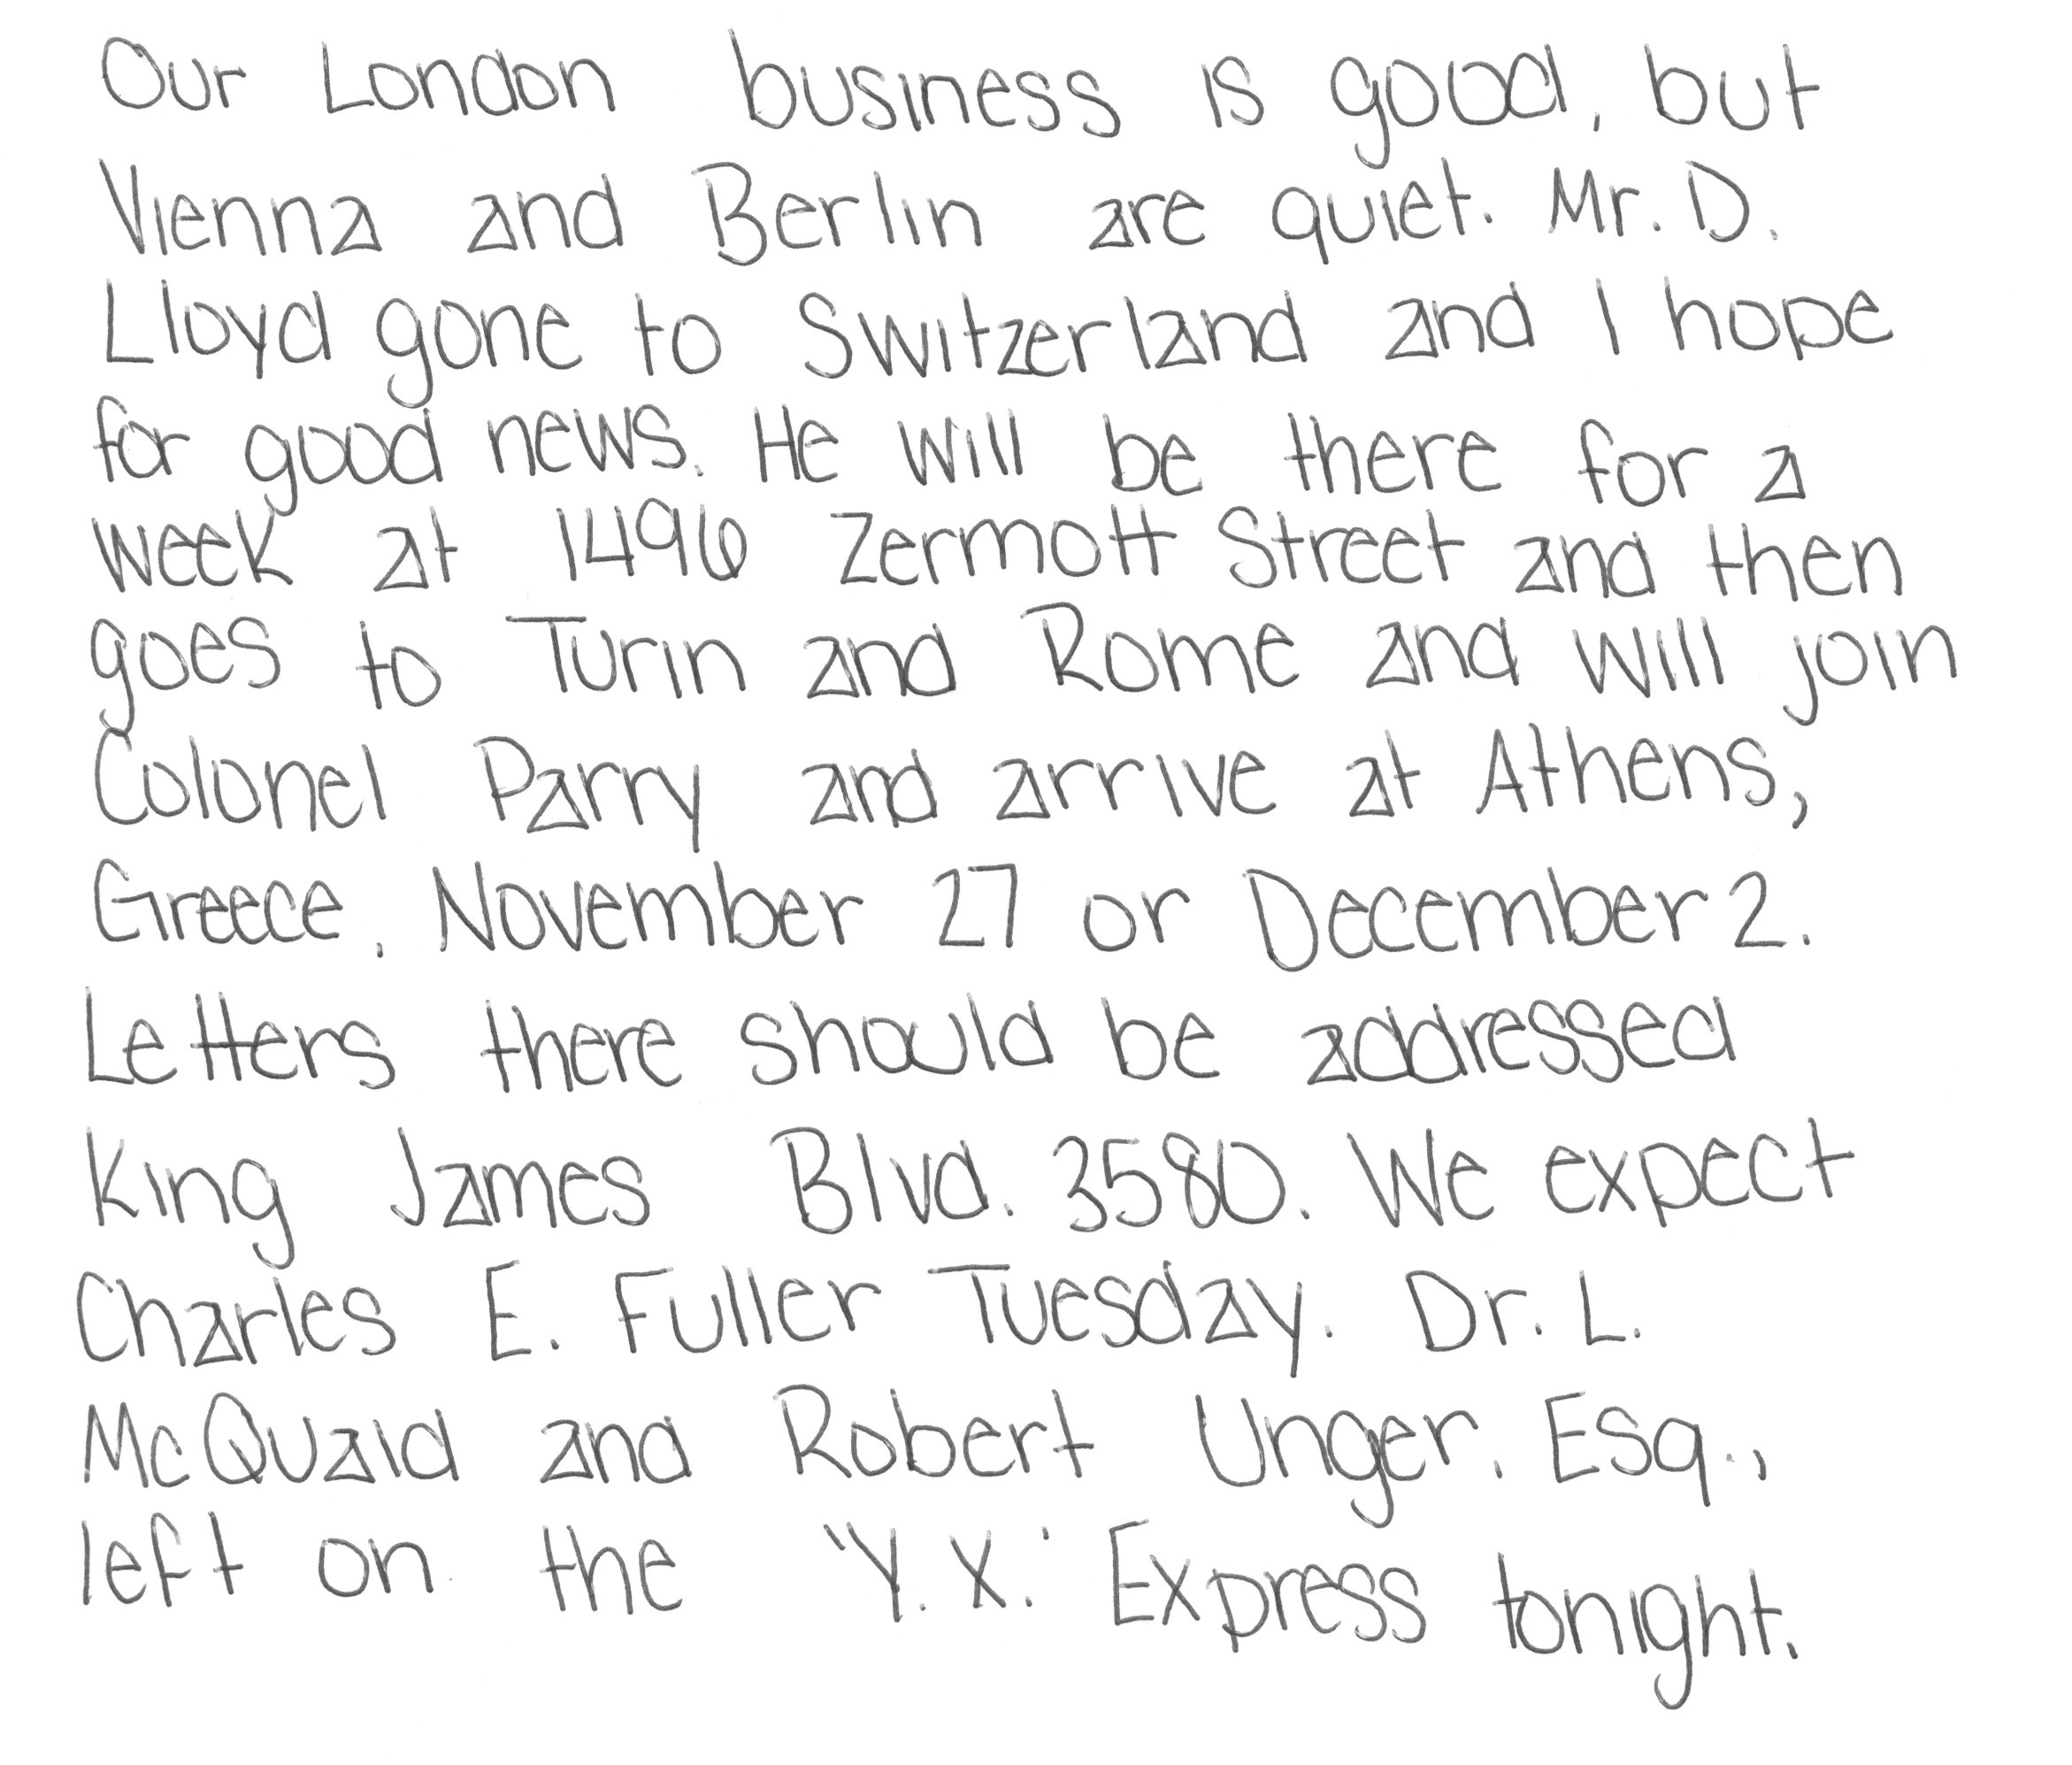 Our London business is good, but
Vienna and Berlin are quiet. Mr. D.
Lloyd gone to Switzerland and I hope
for good news. He will be there for a
week at 1496 Zermott Street and then
goes to Turin and Rome and will join
Colonel Parry and arrive at Athens,
Greece, November 27 or December 2.
Letters there should be addressed
King James Blvd. 3580. We expect
Charles E. Fuller Tuesday. Dr. L.
McQuaid and Robert Unger, Esq.,
left on the "Y. X.' Express tonight.